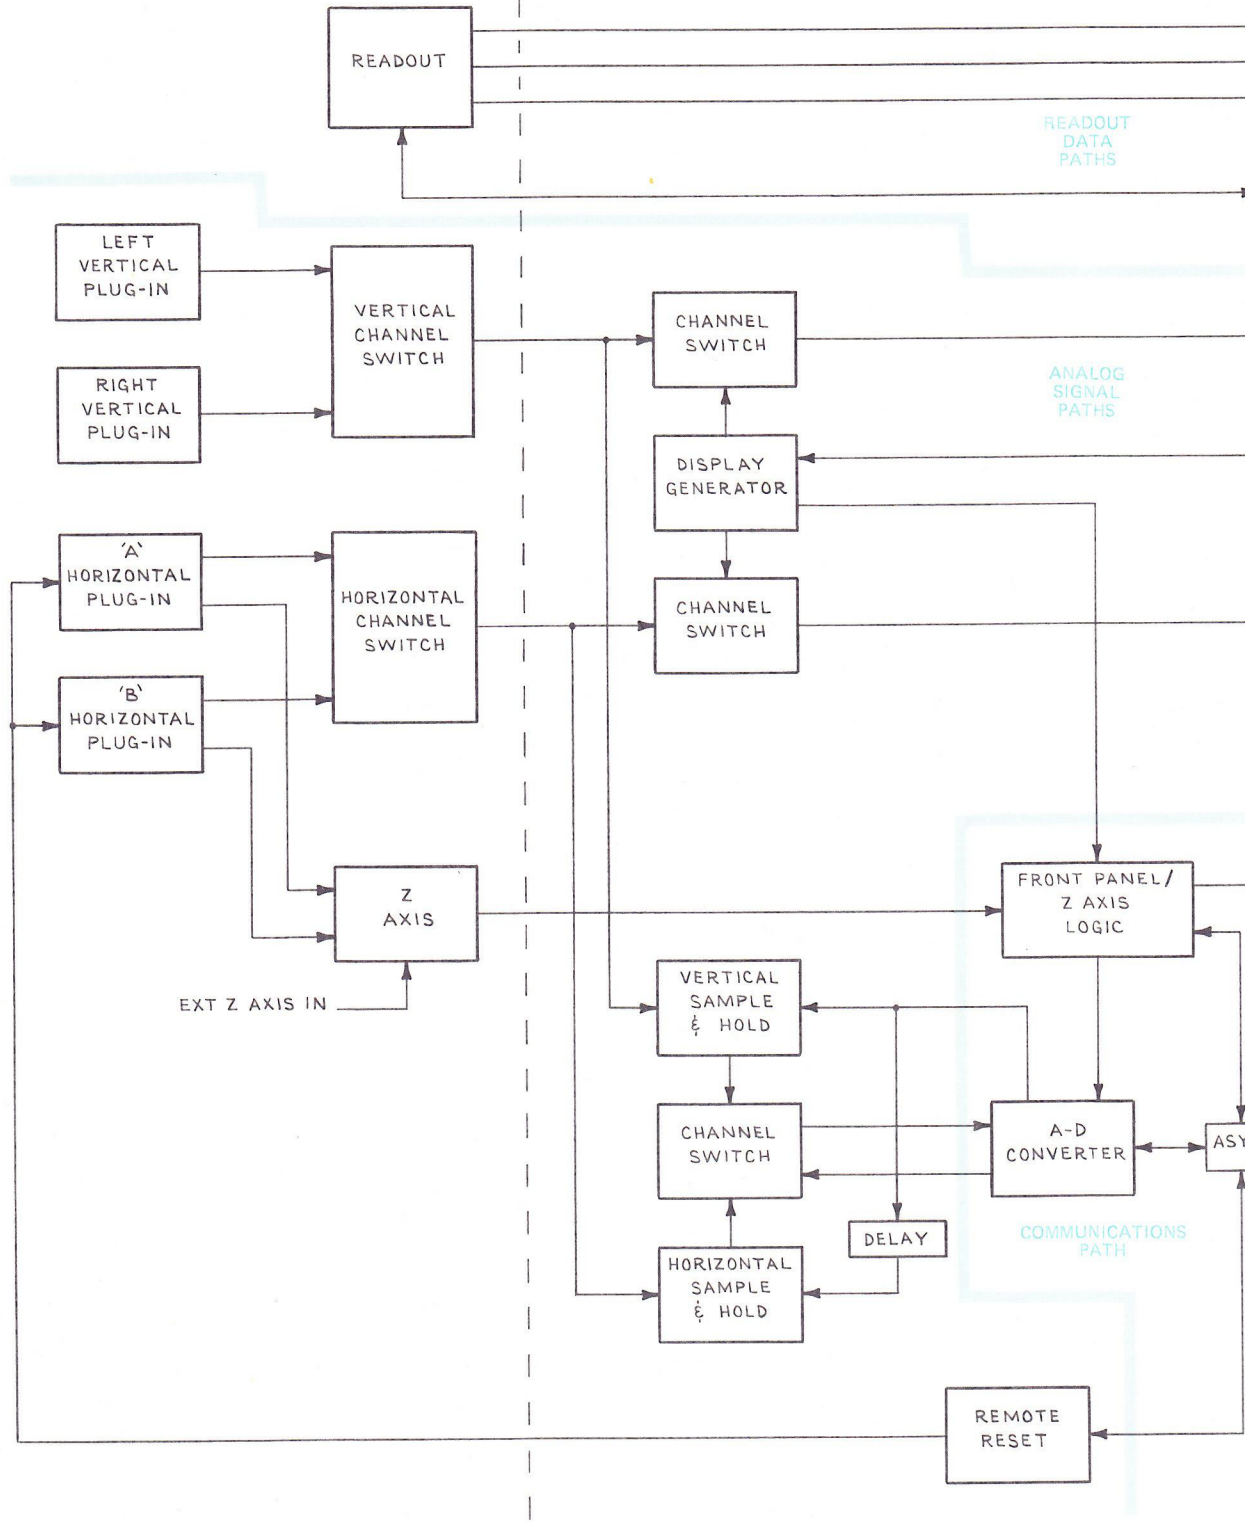 READOUT
READOUT
DATA
PATHS
LEFT
VERTICAL
PLUG-IN
VERTICAL
CHANNEL
SWITCH
CHANNEL
SWITCH
RIGHT
VERTICAL
PLUG-IN
ANALOG
SIGNAL
PATHS
DISPLAY
GENERATOR
'A'
HORIZONTAL
PLUG-IN
HORIZONTAL
CHANNEL
SWITCH
CHANNEL
SWITCH
'B'
HORIZONTAL
PLUG-IN
Z
AXIS
FRONT PANEL/
Z AXIS
LOGIC
EXT Z AXIS IN
VERTICAL
SAMPLE
& HOLD
CHANNEL
SWITCH
A-D
CONVERTER
ASY
DELAY
COMMUNICATIONS
PATH
HORIZONTAL
SAMPLE
& HOLD
REMOTE
RESET